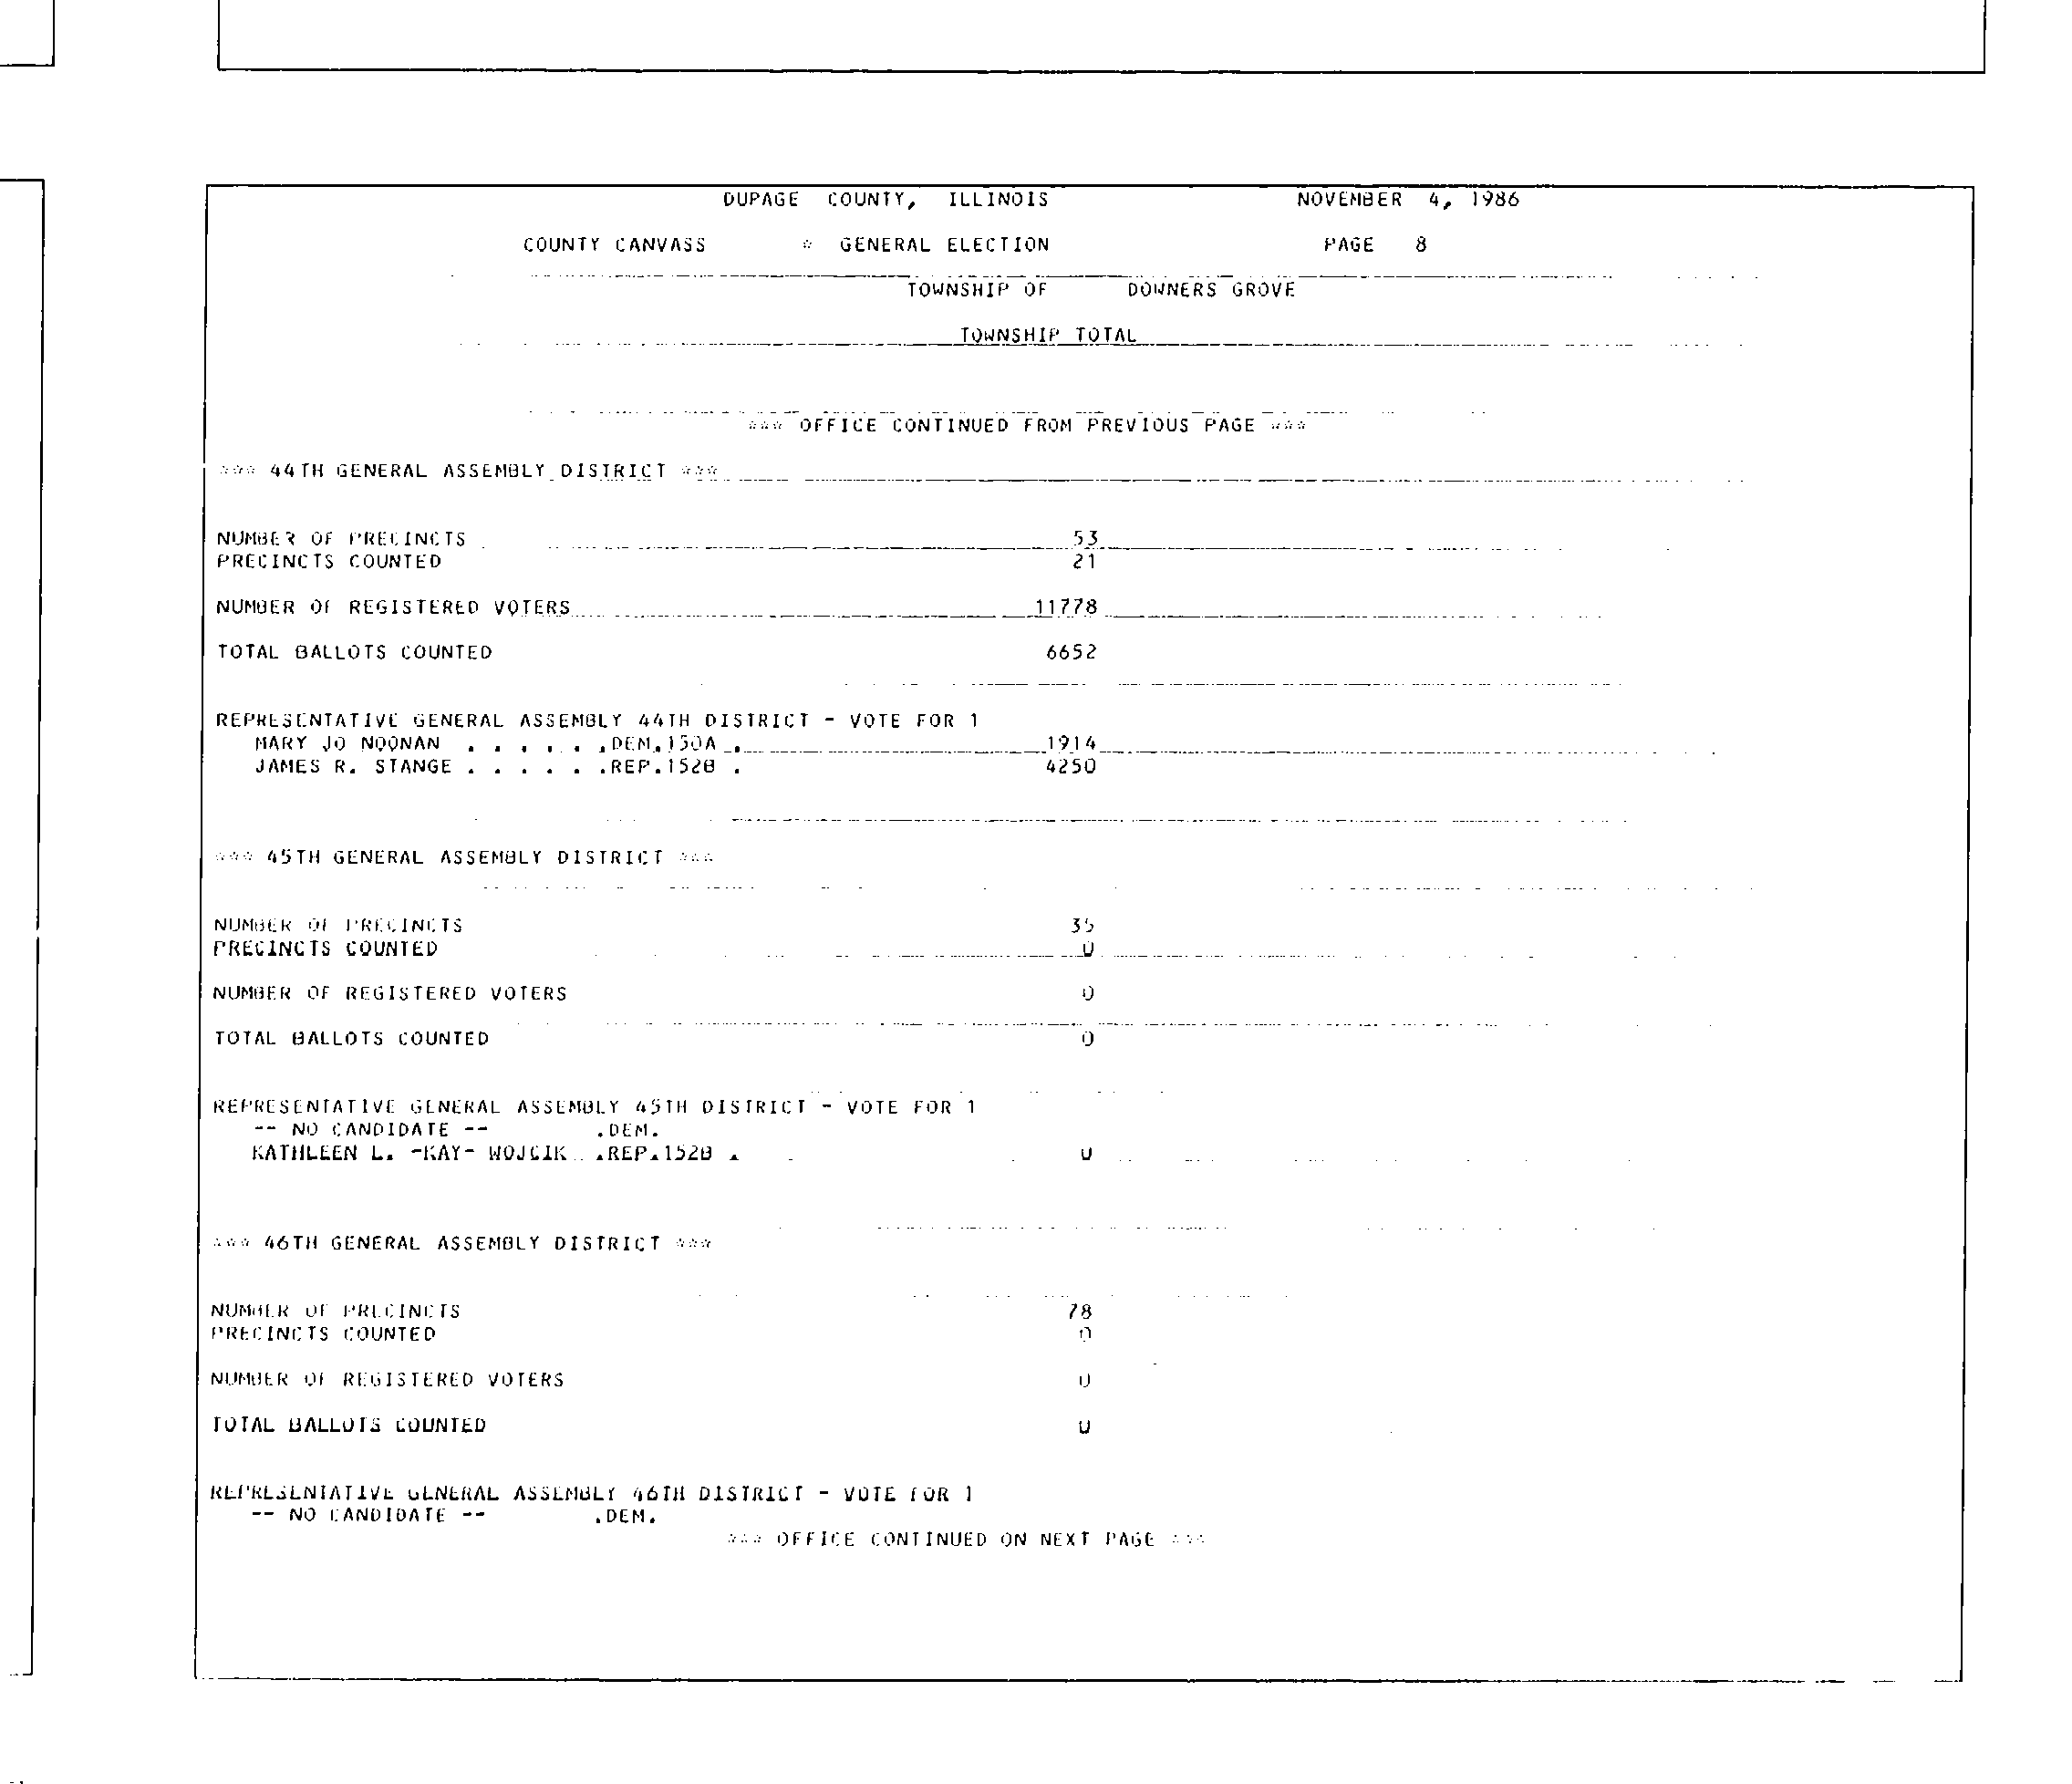 DUPAGE COUNTY, ILLINOIS NOVEMBER 4, 1986
COUNTY CANVASS * GENERAL ELECTION PAGE 8
TOWNSHIP OF DOWNERS GROVE
TOWNSHIP TOTAL
*** OFFICE CONTINUED FROM PREVIOUS PAGE ***
*** 44TH GENERAL ASSEMBLY DISTRICT ***
NUMBER OF PRECINCTS 53
PRECINCTS COUNTED 21
NUMBER OF REGISTERED VOTERS 11778
TOTAL BALLOTS COUNTED 6652
REPRESENTATIVE GENERAL ASSEMBLY 44TH DISTRICT - VOTE FOR 1
MARY JO NOONAN . . . . . .DEM.150A . 1914
JAMES R. STANGE . . . . . .REP.152B . 4250
*** 45TH GENERAL ASSEMBLY DISTRICT ***
NUMBER OF PRECINCTS 35
PRECINCTS COUNTED 0
NUMBER OF REGISTERED VOTERS 0
TOTAL BALLOTS COUNTED 0
REPRESENTATIVE GENERAL ASSEMBLY 45TH DISTRICT - VOTE FOR 1
-- NO CANDIDATE -- .DEM.
KATHLEEN L. -KAY- WOJCIK .REP.152B . 0
*** 46TH GENERAL ASSEMBLY DISTRICT ***
NUMBER OF PRECINCTS 78
PRECINCTS COUNTED 0
NUMBER OF REGISTERED VOTERS 0
TOTAL BALLOTS COUNTED 0
REPRESENTATIVE GENERAL ASSEMBLY 46TH DISTRICT - VOTE FOR 1
-- NO CANDIDATE -- .DEM.
*** OFFICE CONTINUED ON NEXT PAGE ***